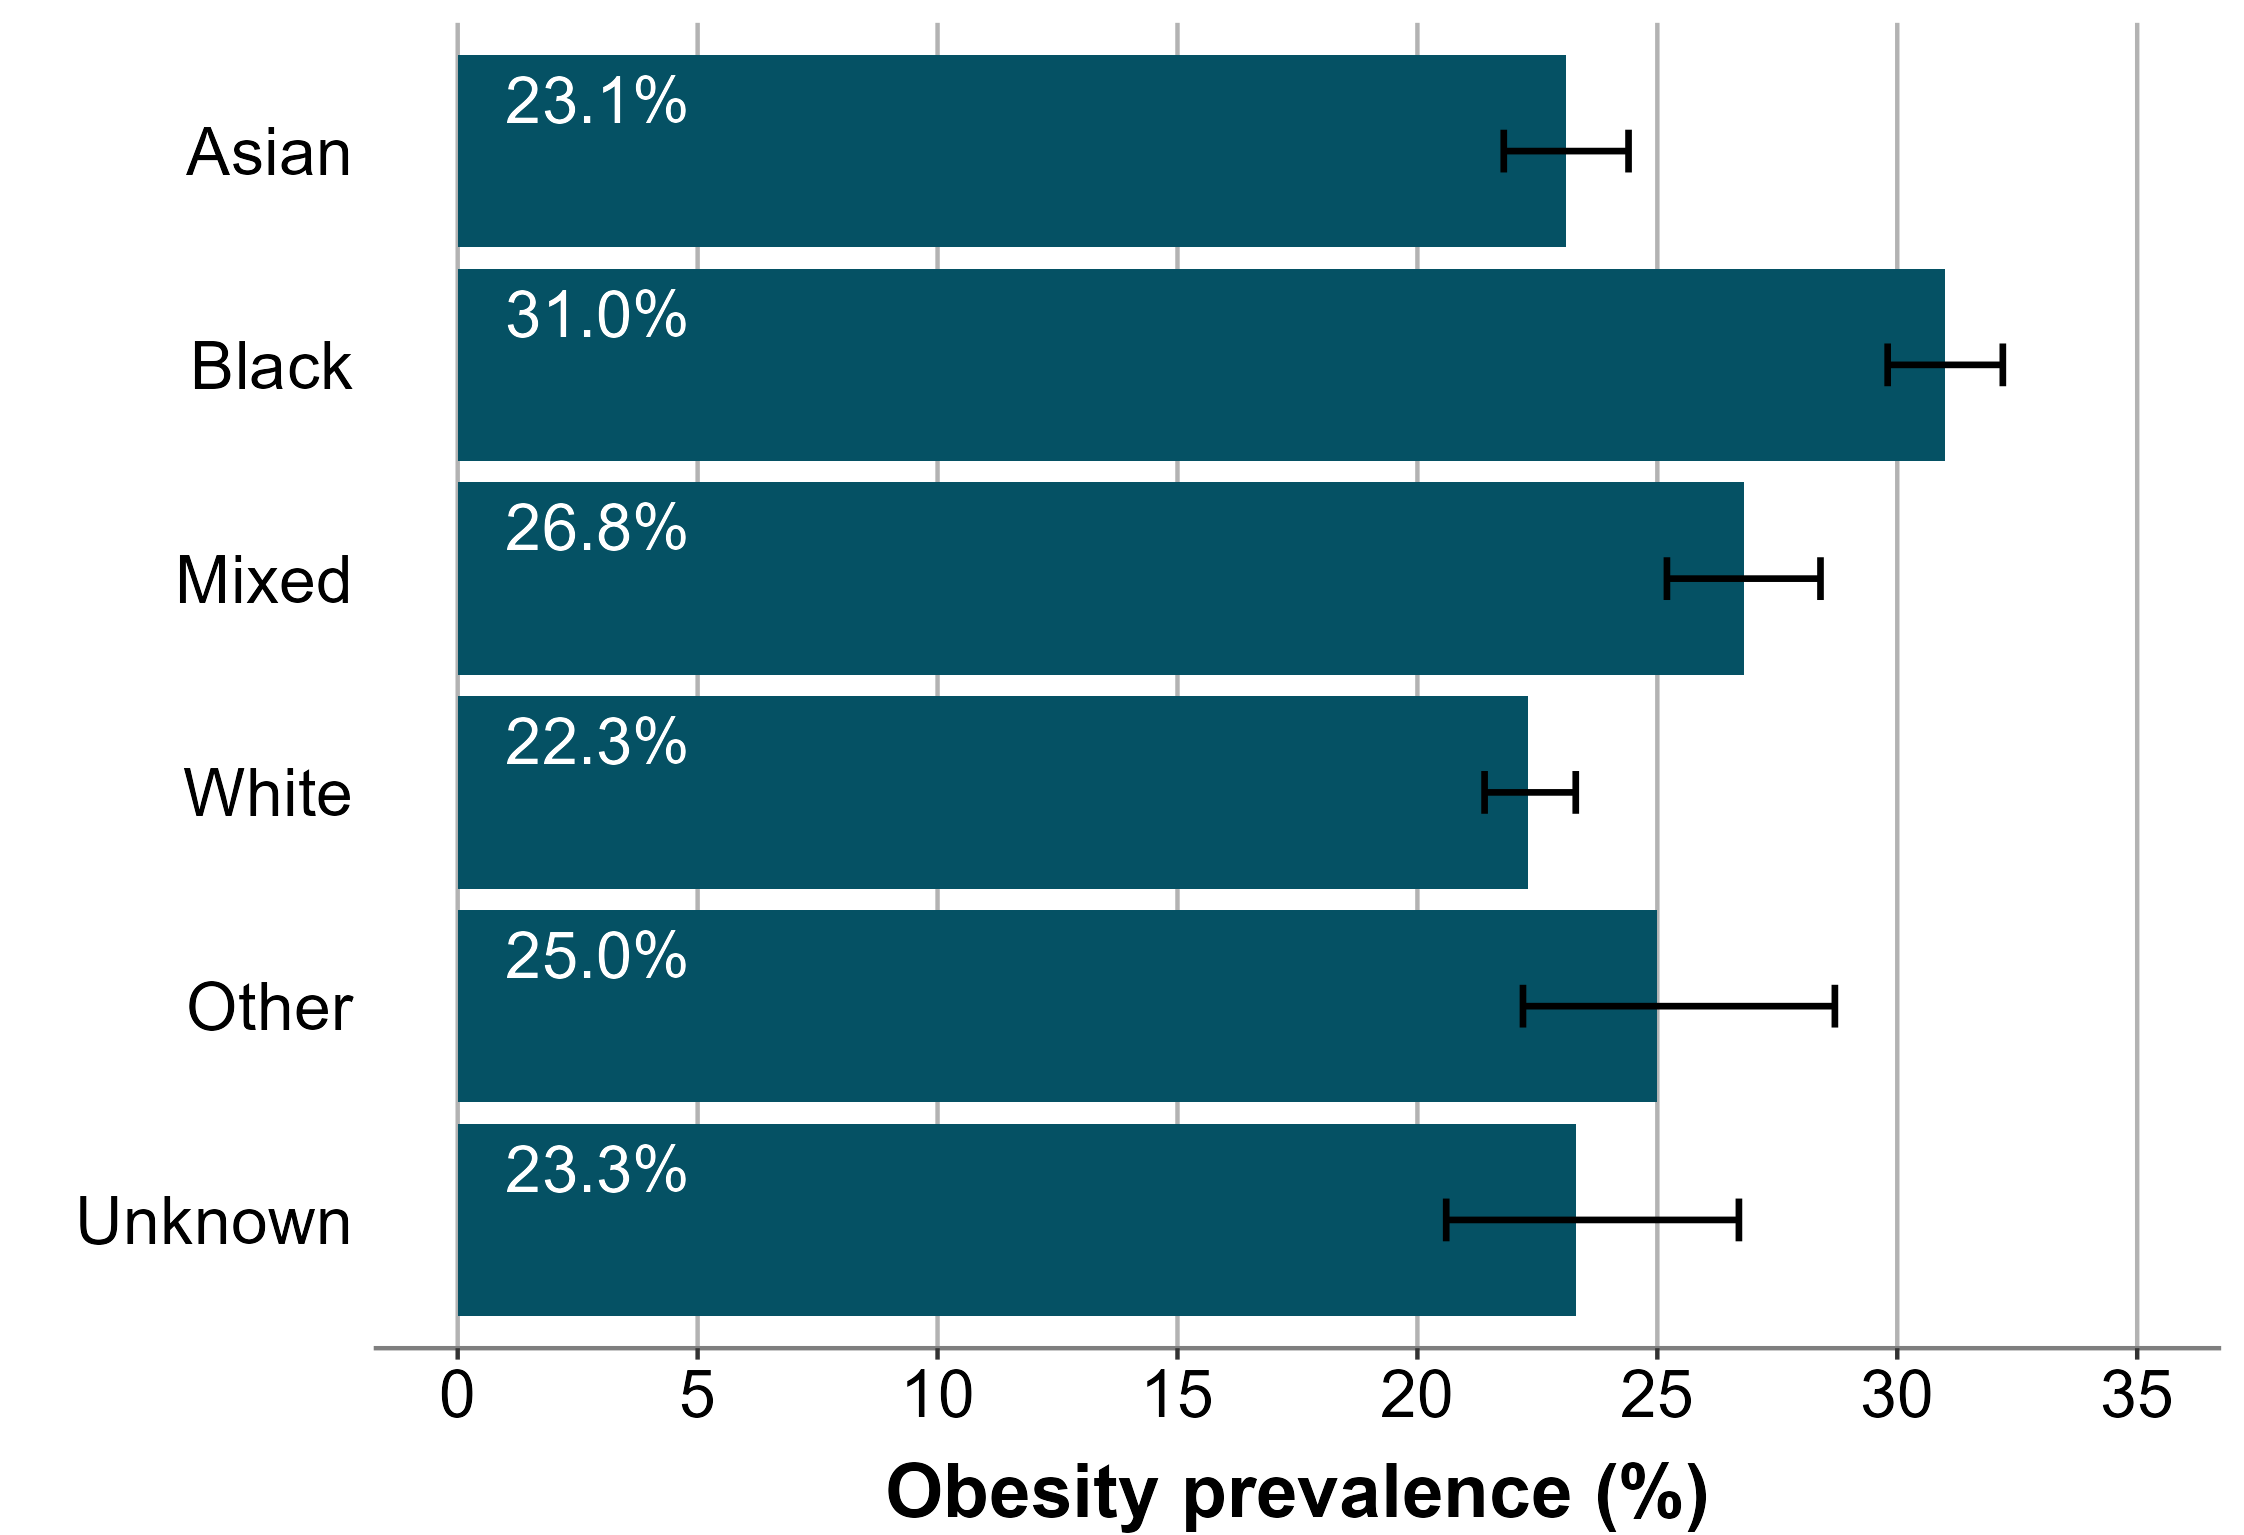 23.1%
Asian
31.0%
Black
26.8%
Mixed
22.3%
White
25.0%
Other
23.3%
Unknown
0 5 10 15 20 25 30 35
Obesity prevalence (%)